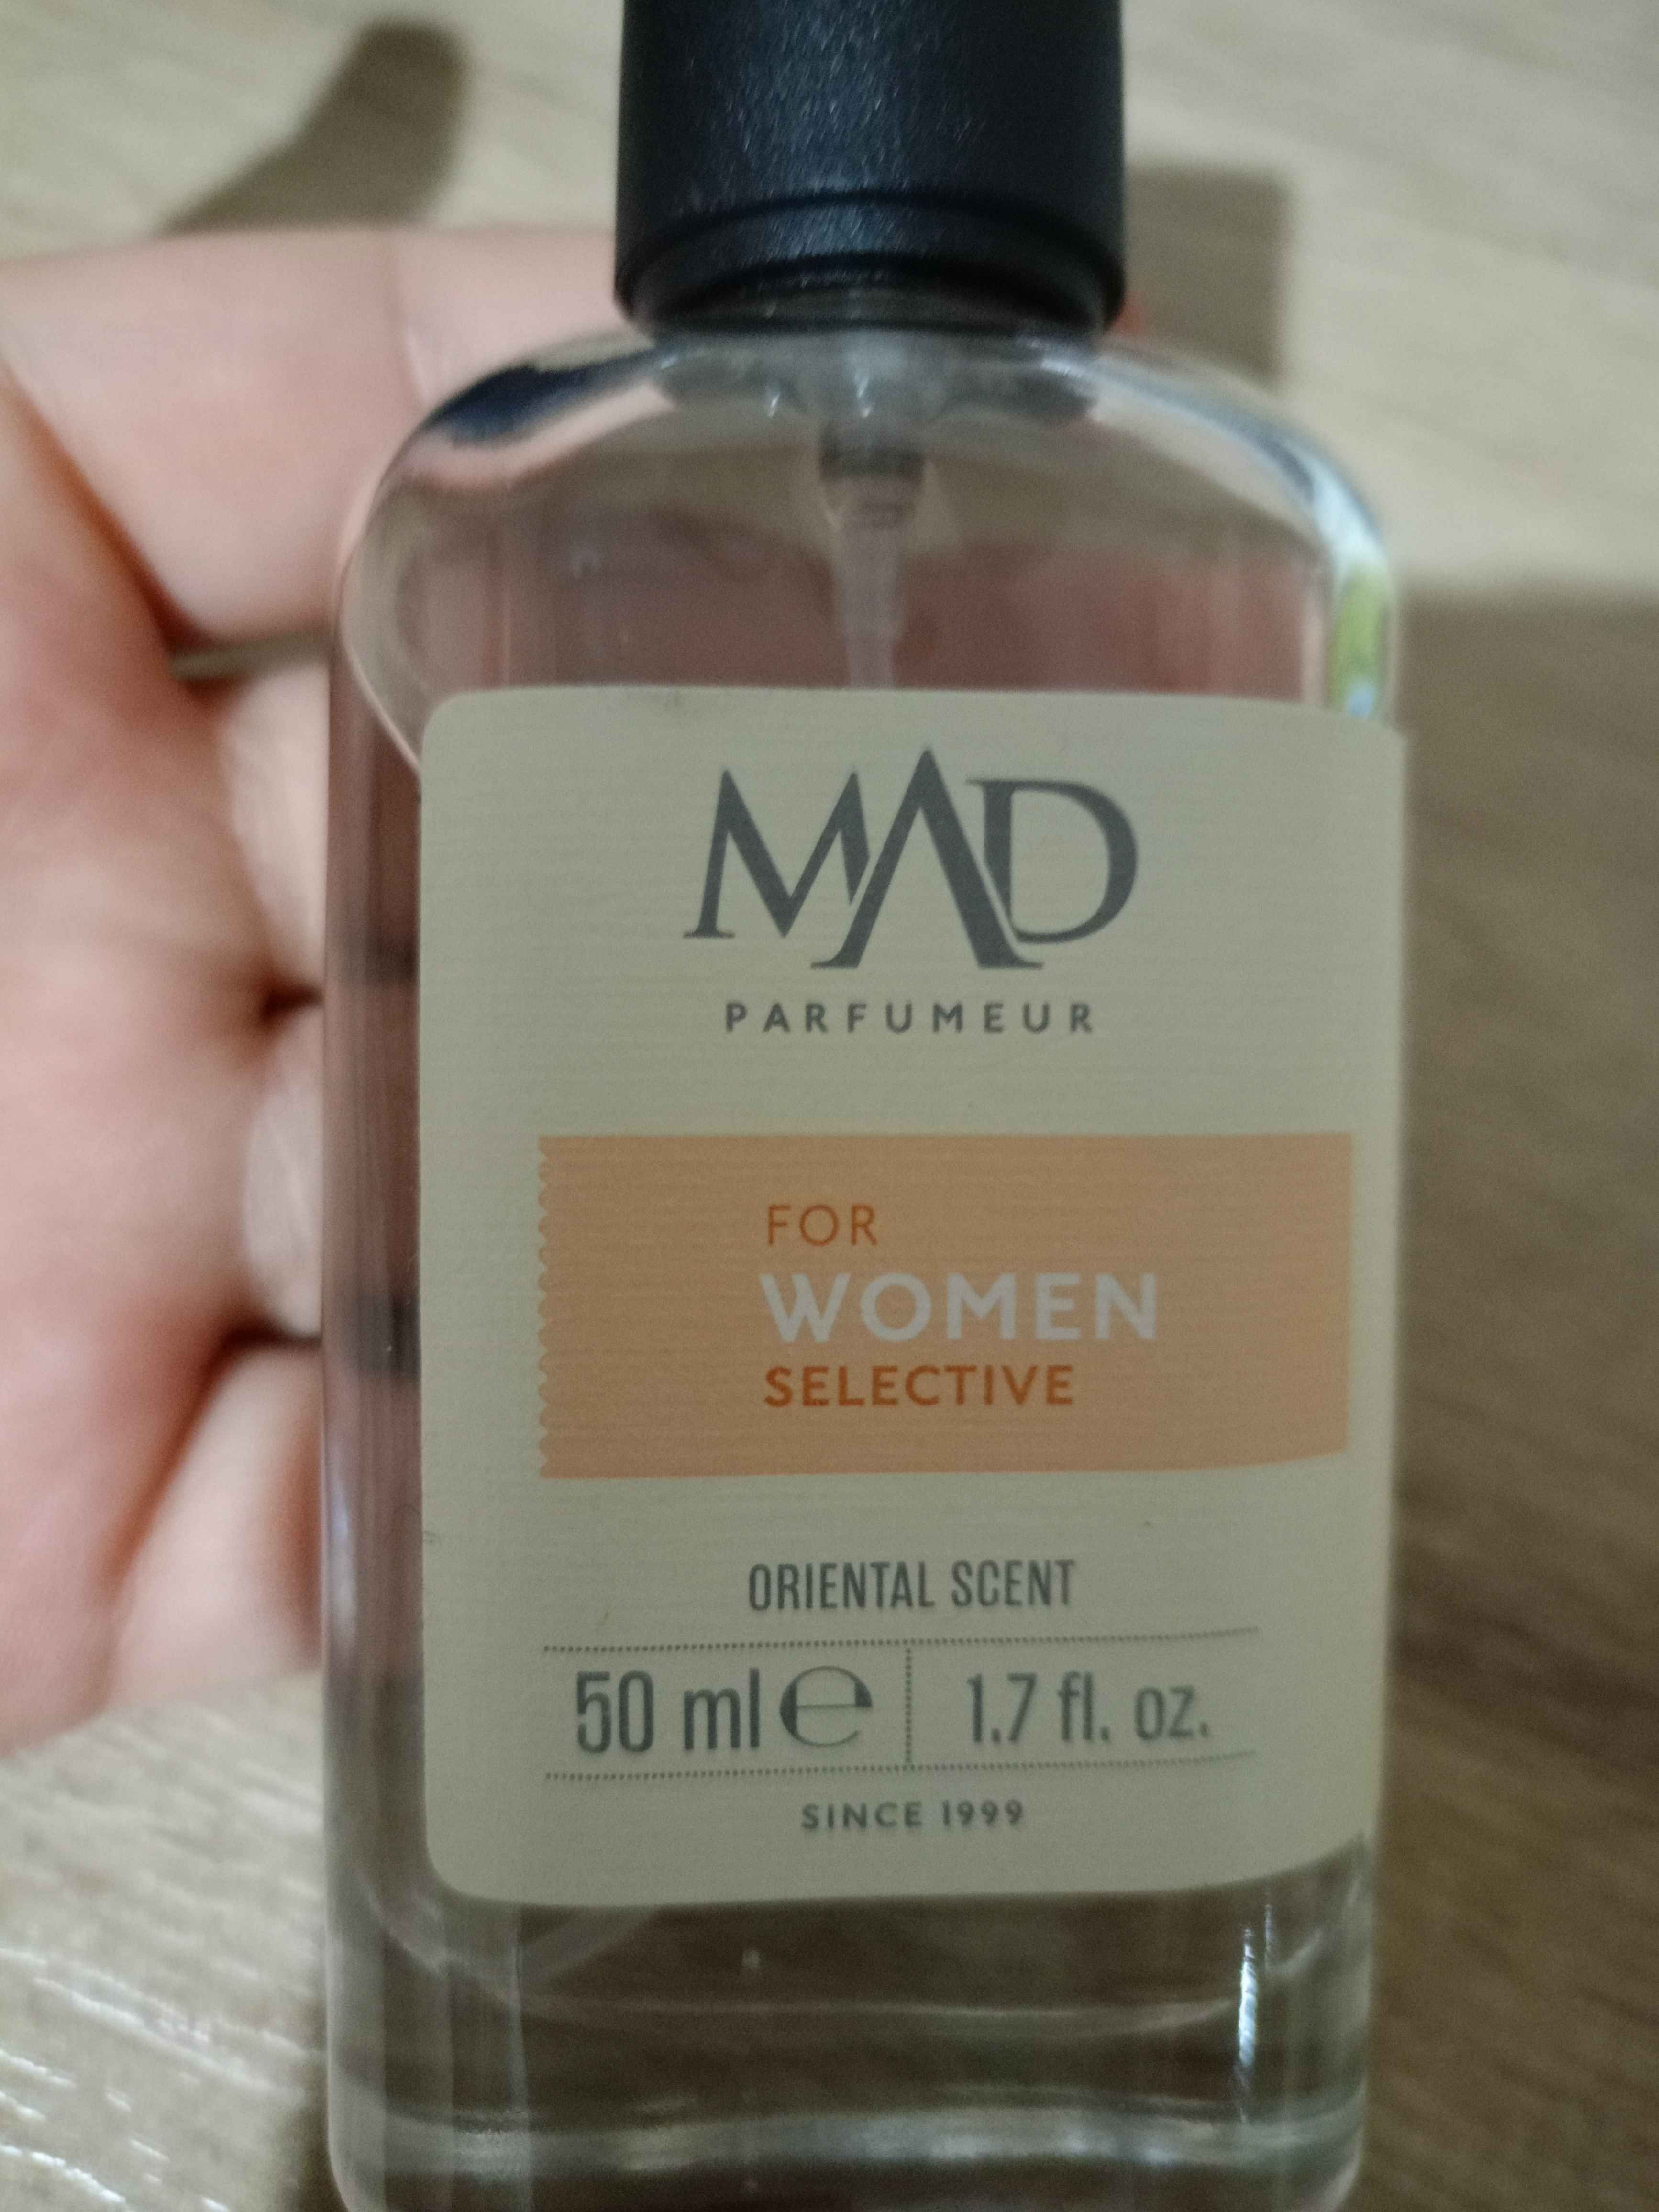 MAD
PARFUMEUR
FOR
WOMEN
SELECTIVE
ORIENTAL SCENT
50 ml ℮ 1.7 fl. oz.
SINCE 1999